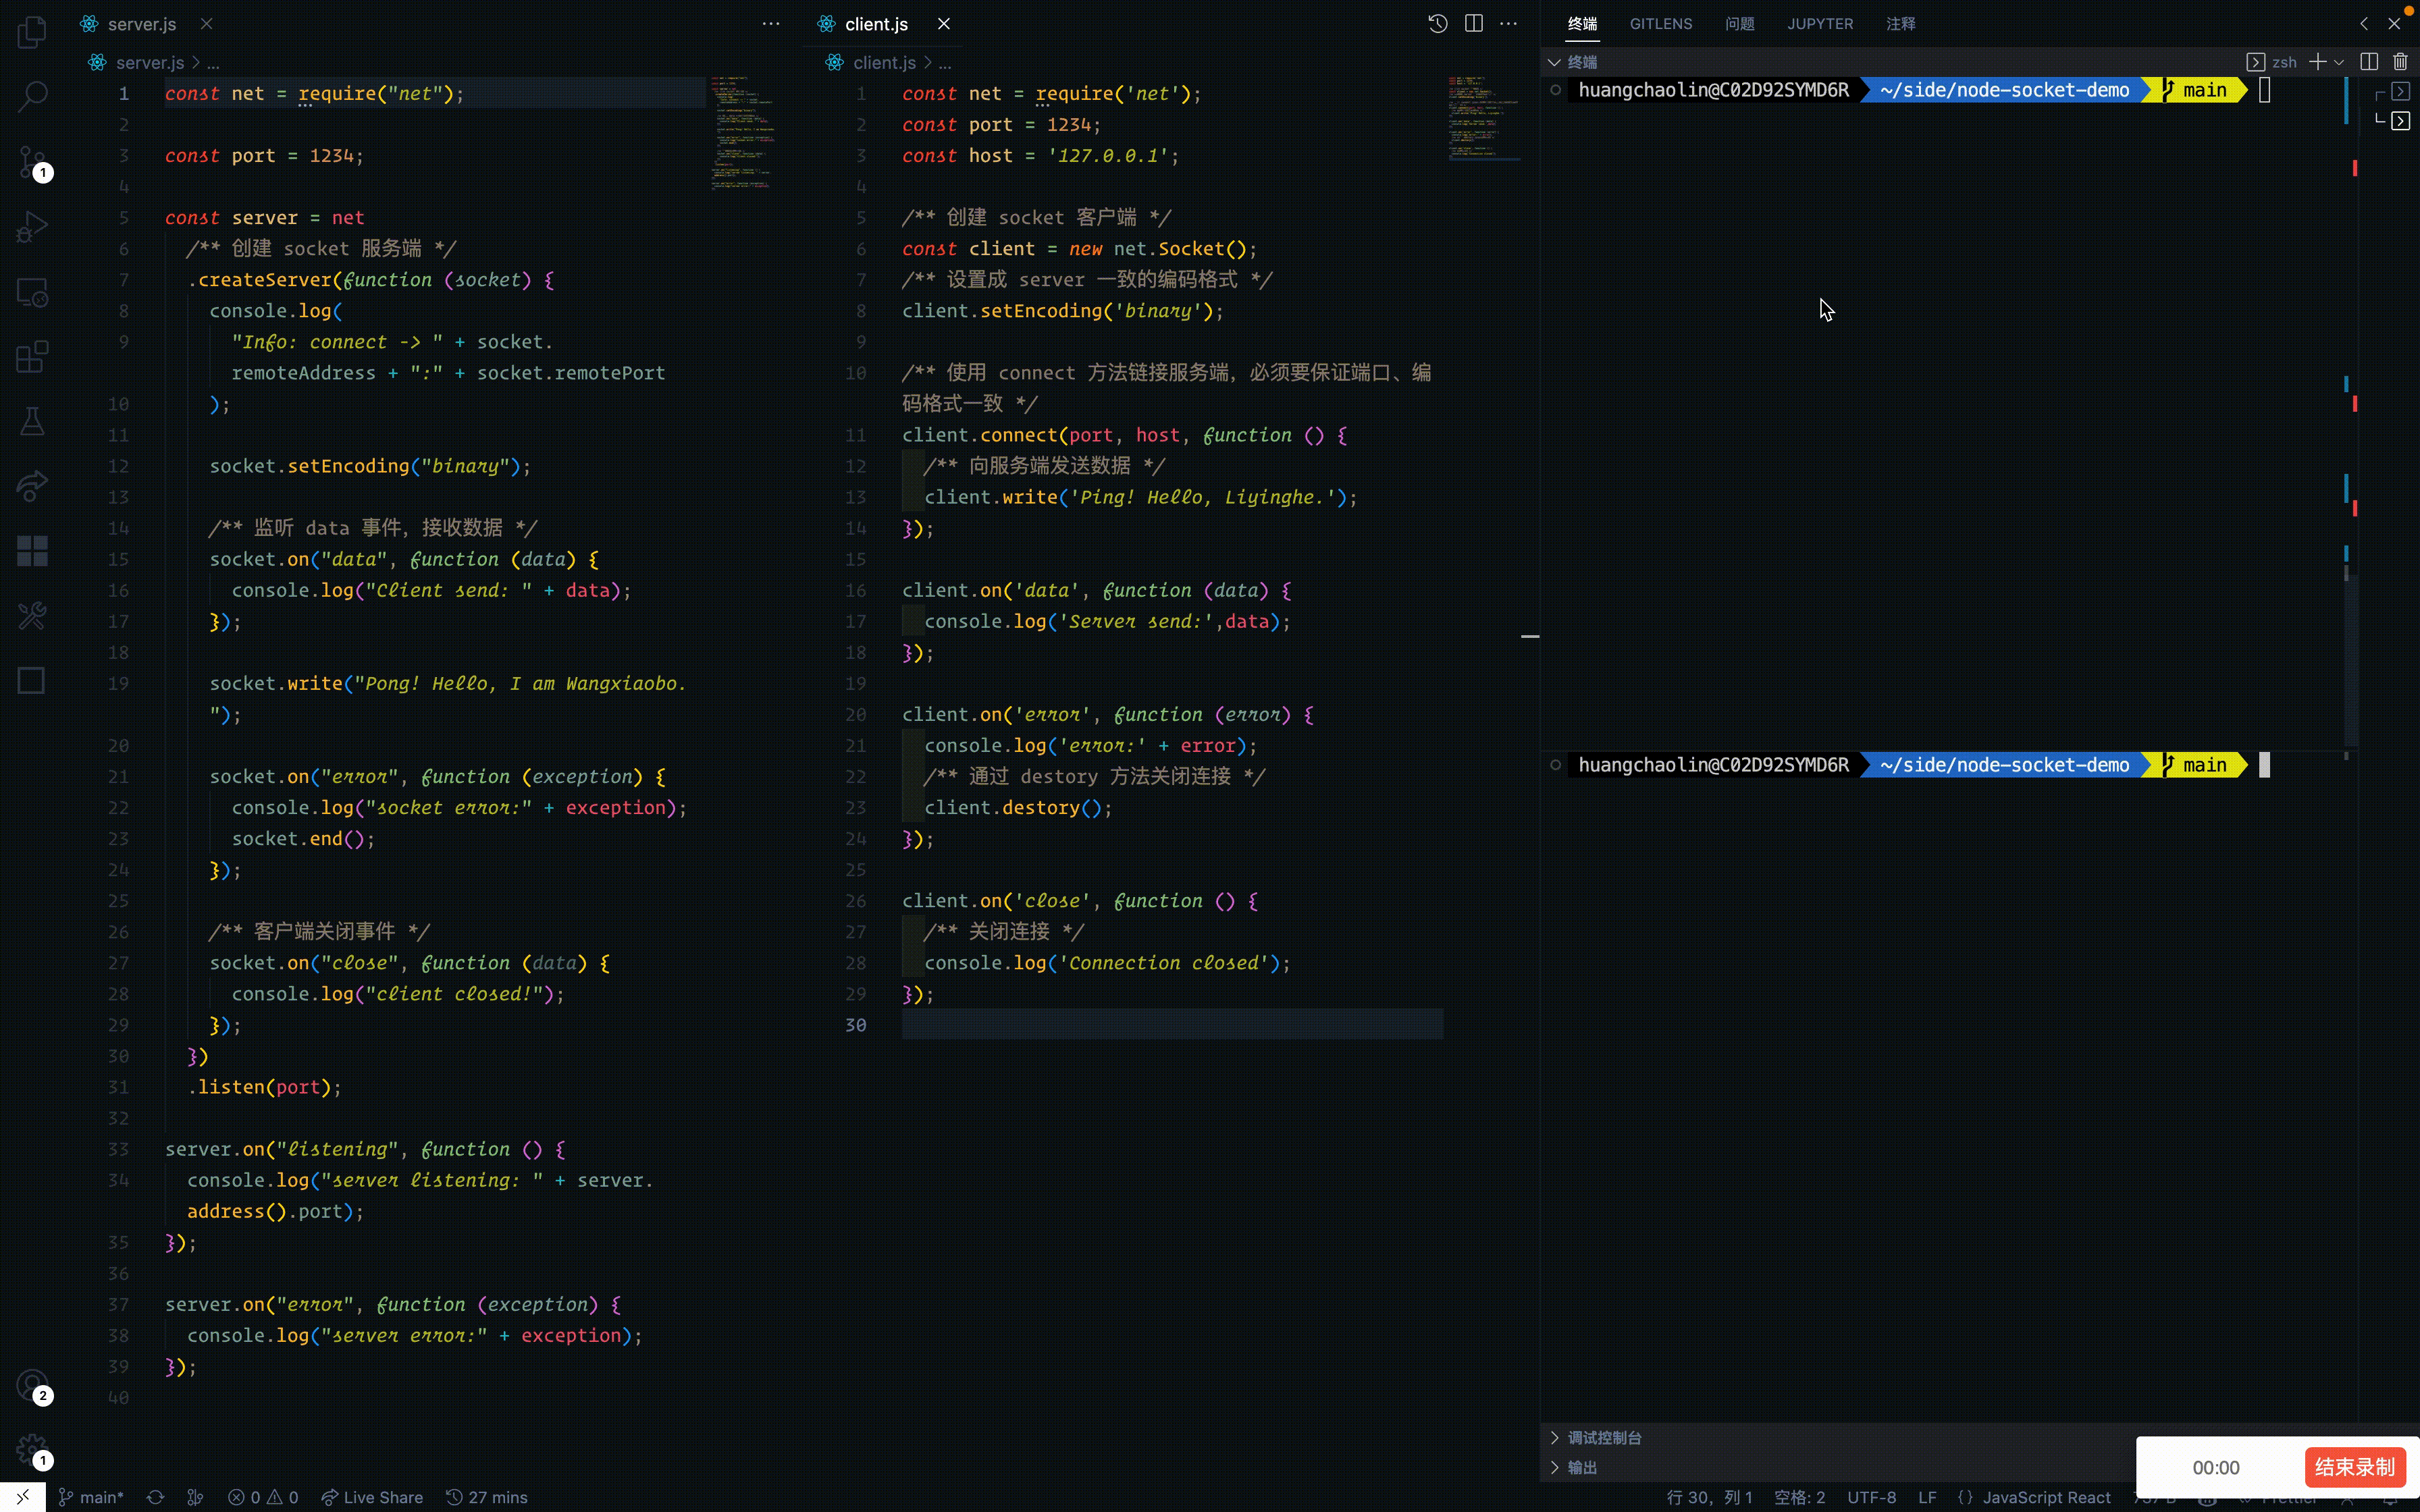 server.js
server.js > ...
1 const net = require("net");
2
3 const port = 1234;
4
5 const server = net
6 /** 创建 socket 服务端 */
7 .createServer(function (socket) {
8 console.log(
9 "Info: connect -> " + socket.
remoteAddress + ":" + socket.remotePort
10 );
11
12 socket.setEncoding("binary");
13
14 /** 监听 data 事件，接收数据 */
15 socket.on("data", function (data) {
16 console.log("Client send: " + data);
17 });
18
19 socket.write("Pong! Hello, I am Wangxiaobo.
");
20
21 socket.on("error", function (exception) {
22 console.log("socket error:" + exception);
23 socket.end();
24 });
25
26 /** 客户端关闭事件 */
27 socket.on("close", function (data) {
28 console.log("client closed!");
29 });
30 })
31 .listen(port);
32
33 server.on("listening", function () {
34 console.log("server listening: " + server.
address().port);
35 });
36
37 server.on("error", function (exception) {
38 console.log("server error:" + exception);
39 });
40
client.js
client.js > ...
1 const net = require('net');
2 const port = 1234;
3 const host = '127.0.0.1';
4
5 /** 创建 socket 客户端 */
6 const client = new net.Socket();
7 /** 设置成 server 一致的编码格式 */
8 client.setEncoding('binary');
9
10 /** 使用 connect 方法链接服务端，必须要保证端口、编
码格式一致 */
11 client.connect(port, host, function () {
12 /** 向服务端发送数据 */
13 client.write('Ping! Hello, Liyinghe.');
14 });
15
16 client.on('data', function (data) {
17 console.log('Server send:',data);
18 });
19
20 client.on('error', function (error) {
21 console.log('error:' + error);
22 /** 通过 destory 方法关闭连接 */
23 client.destory();
24 });
25
26 client.on('close', function () {
27 /** 关闭连接 */
28 console.log('Connection closed');
29 });
30
终端 GITLENS 问题 JUPYTER 注释
终端 zsh
huangchaolin@C02D92SYMD6R ~/side/node-socket-demo main
huangchaolin@C02D92SYMD6R ~/side/node-socket-demo main
调试控制台
输出
00:00 结束录制
1
2
1
main* 0 0 Live Share 27 mins
行 30，列 1 空格: 2 UTF-8 LF {} JavaScript React